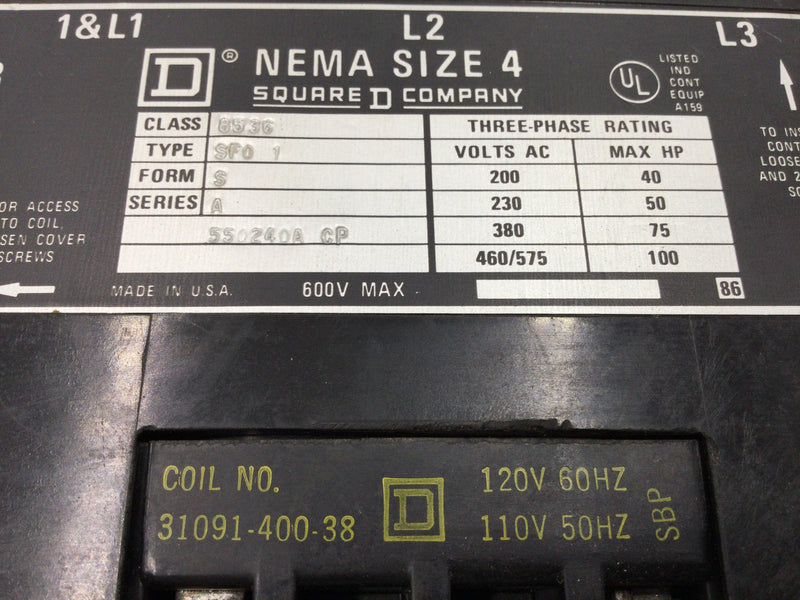 1&L1
L2
L3
D ® NEMA SIZE 4
SQUARE D COMPANY
UL
LISTED
IND
CONT
EQUIP
A159
CLASS 8536
TYPE SFO 1
FORM S
SERIES A
550240A CP
THREE-PHASE RATING
VOLTS AC MAX HP
200 40
230 50
380 75
460/575 100
MADE IN U.S.A.
600V MAX
86
OR ACCESS
TO COIL,
SEN COVER
SCREWS
TO INS
CONT
LOOSE
AND 2
SC
COIL NO.
31091-400-38
D
120V 60HZ
110V 50HZ
SBP